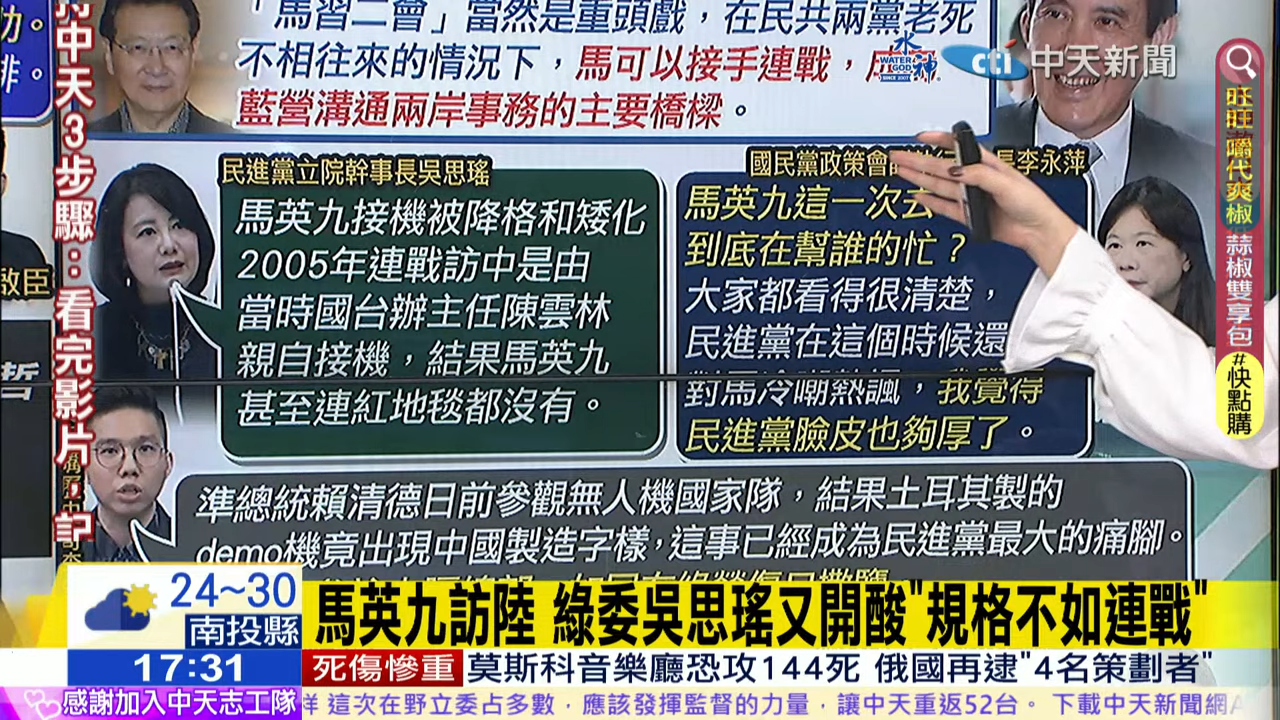 「馬習二會」當然是重頭戲，在民共兩黨老死
不相往來的情況下，馬可以接手連戰，
藍營溝通兩岸事務的主要橋樑。
水神
WATER GOD
SINCE 2007
cti 中天新聞
民進黨立院幹事長吳思瑤
馬英九接機被降格和矮化
2005年連戰訪中是由
當時國台辦主任陳雲林
親自接機，結果馬英九
甚至連紅地毯都沒有。
國民黨政策會
長李永萍
馬英九這一次去
到底在幫誰的忙？
大家都看得很清楚，
民進黨在這個時候還
對馬冷嘲熱諷，我覺得
民進黨臉皮也夠厚了。
準總統賴清德日前參觀無人機國家隊，結果土耳其製的
demo機竟出現中國製造字樣，這事已經成為民進黨最大的痛腳。
啟臣
哲
持中天3步驟：看完影片，記
旺旺嚼代爽椒
蒜椒雙享包
#快點購
24~30
南投縣
17:31
馬英九訪陸 綠委吳思瑤又開酸"規格不如連戰"
死傷慘重 莫斯科音樂廳恐攻144死 俄國再逮"4名策劃者"
感謝加入中天志工隊
這次在野立委占多數，應該發揮監督的力量，讓中天重返52台。 下載中天新聞網